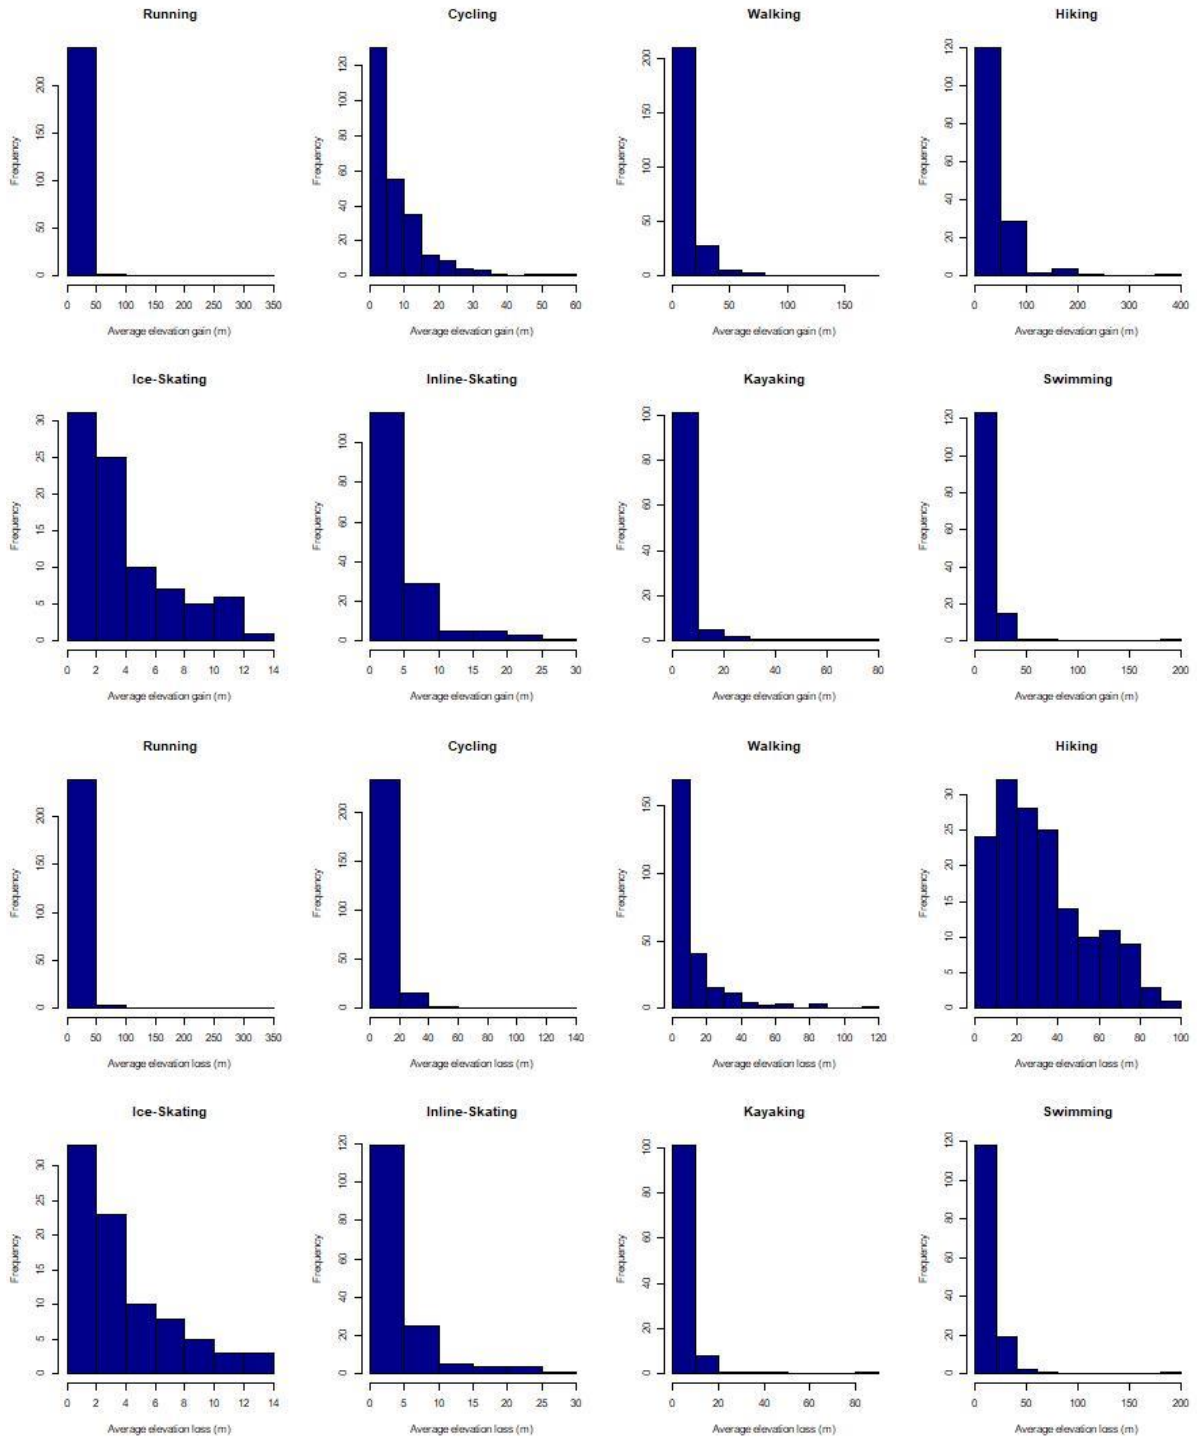 Running Cycling Walking Hiking
Frequency Frequency Frequency Frequency
200 120 200 120
100
150 100 150 80
80
100 60 100 60
50 40 50 40
20 20
0 0 0 0
0 50 100 150 200 250 300 350 0 10 20 30 40 50 60 0 50 100 150 0 100 200 300 400
Average elevation gain (m) Average elevation gain (m) Average elevation gain (m) Average elevation gain (m)
Ice-Skating Inline-Skating Kayaking Swimming
Frequency Frequency Frequency Frequency
30 100 100 120
25 80 80 100
20 80
15 60 60 60
10 40 40 40
5 20 20 20
0 0 0 0
0 2 4 6 8 10 12 14 0 5 10 15 20 25 30 0 20 40 60 80 0 50 100 150 200
Average elevation gain (m) Average elevation gain (m) Average elevation gain (m) Average elevation gain (m)
Running Cycling Walking Hiking
Frequency Frequency Frequency Frequency
200 200 150 30
25
150 150 100 20
100 100 15
50 50 50 10
5
0 0 0 0
0 50 100 150 200 250 300 350 0 20 40 60 80 100 120 140 0 20 40 60 80 100 120 0 20 40 60 80 100
Average elevation loss (m) Average elevation loss (m) Average elevation loss (m) Average elevation loss (m)
Ice-Skating Inline-Skating Kayaking Swimming
Frequency Frequency Frequency Frequency
30 120 100 120
25 100 80 100
20 80 80
15 60 60 60
10 40 40 40
5 20 20 20
0 0 0 0
0 2 4 6 8 10 12 14 0 5 10 15 20 25 30 0 20 40 60 80 0 50 100 150 200
Average elevation loss (m) Average elevation loss (m) Average elevation loss (m) Average elevation loss (m)